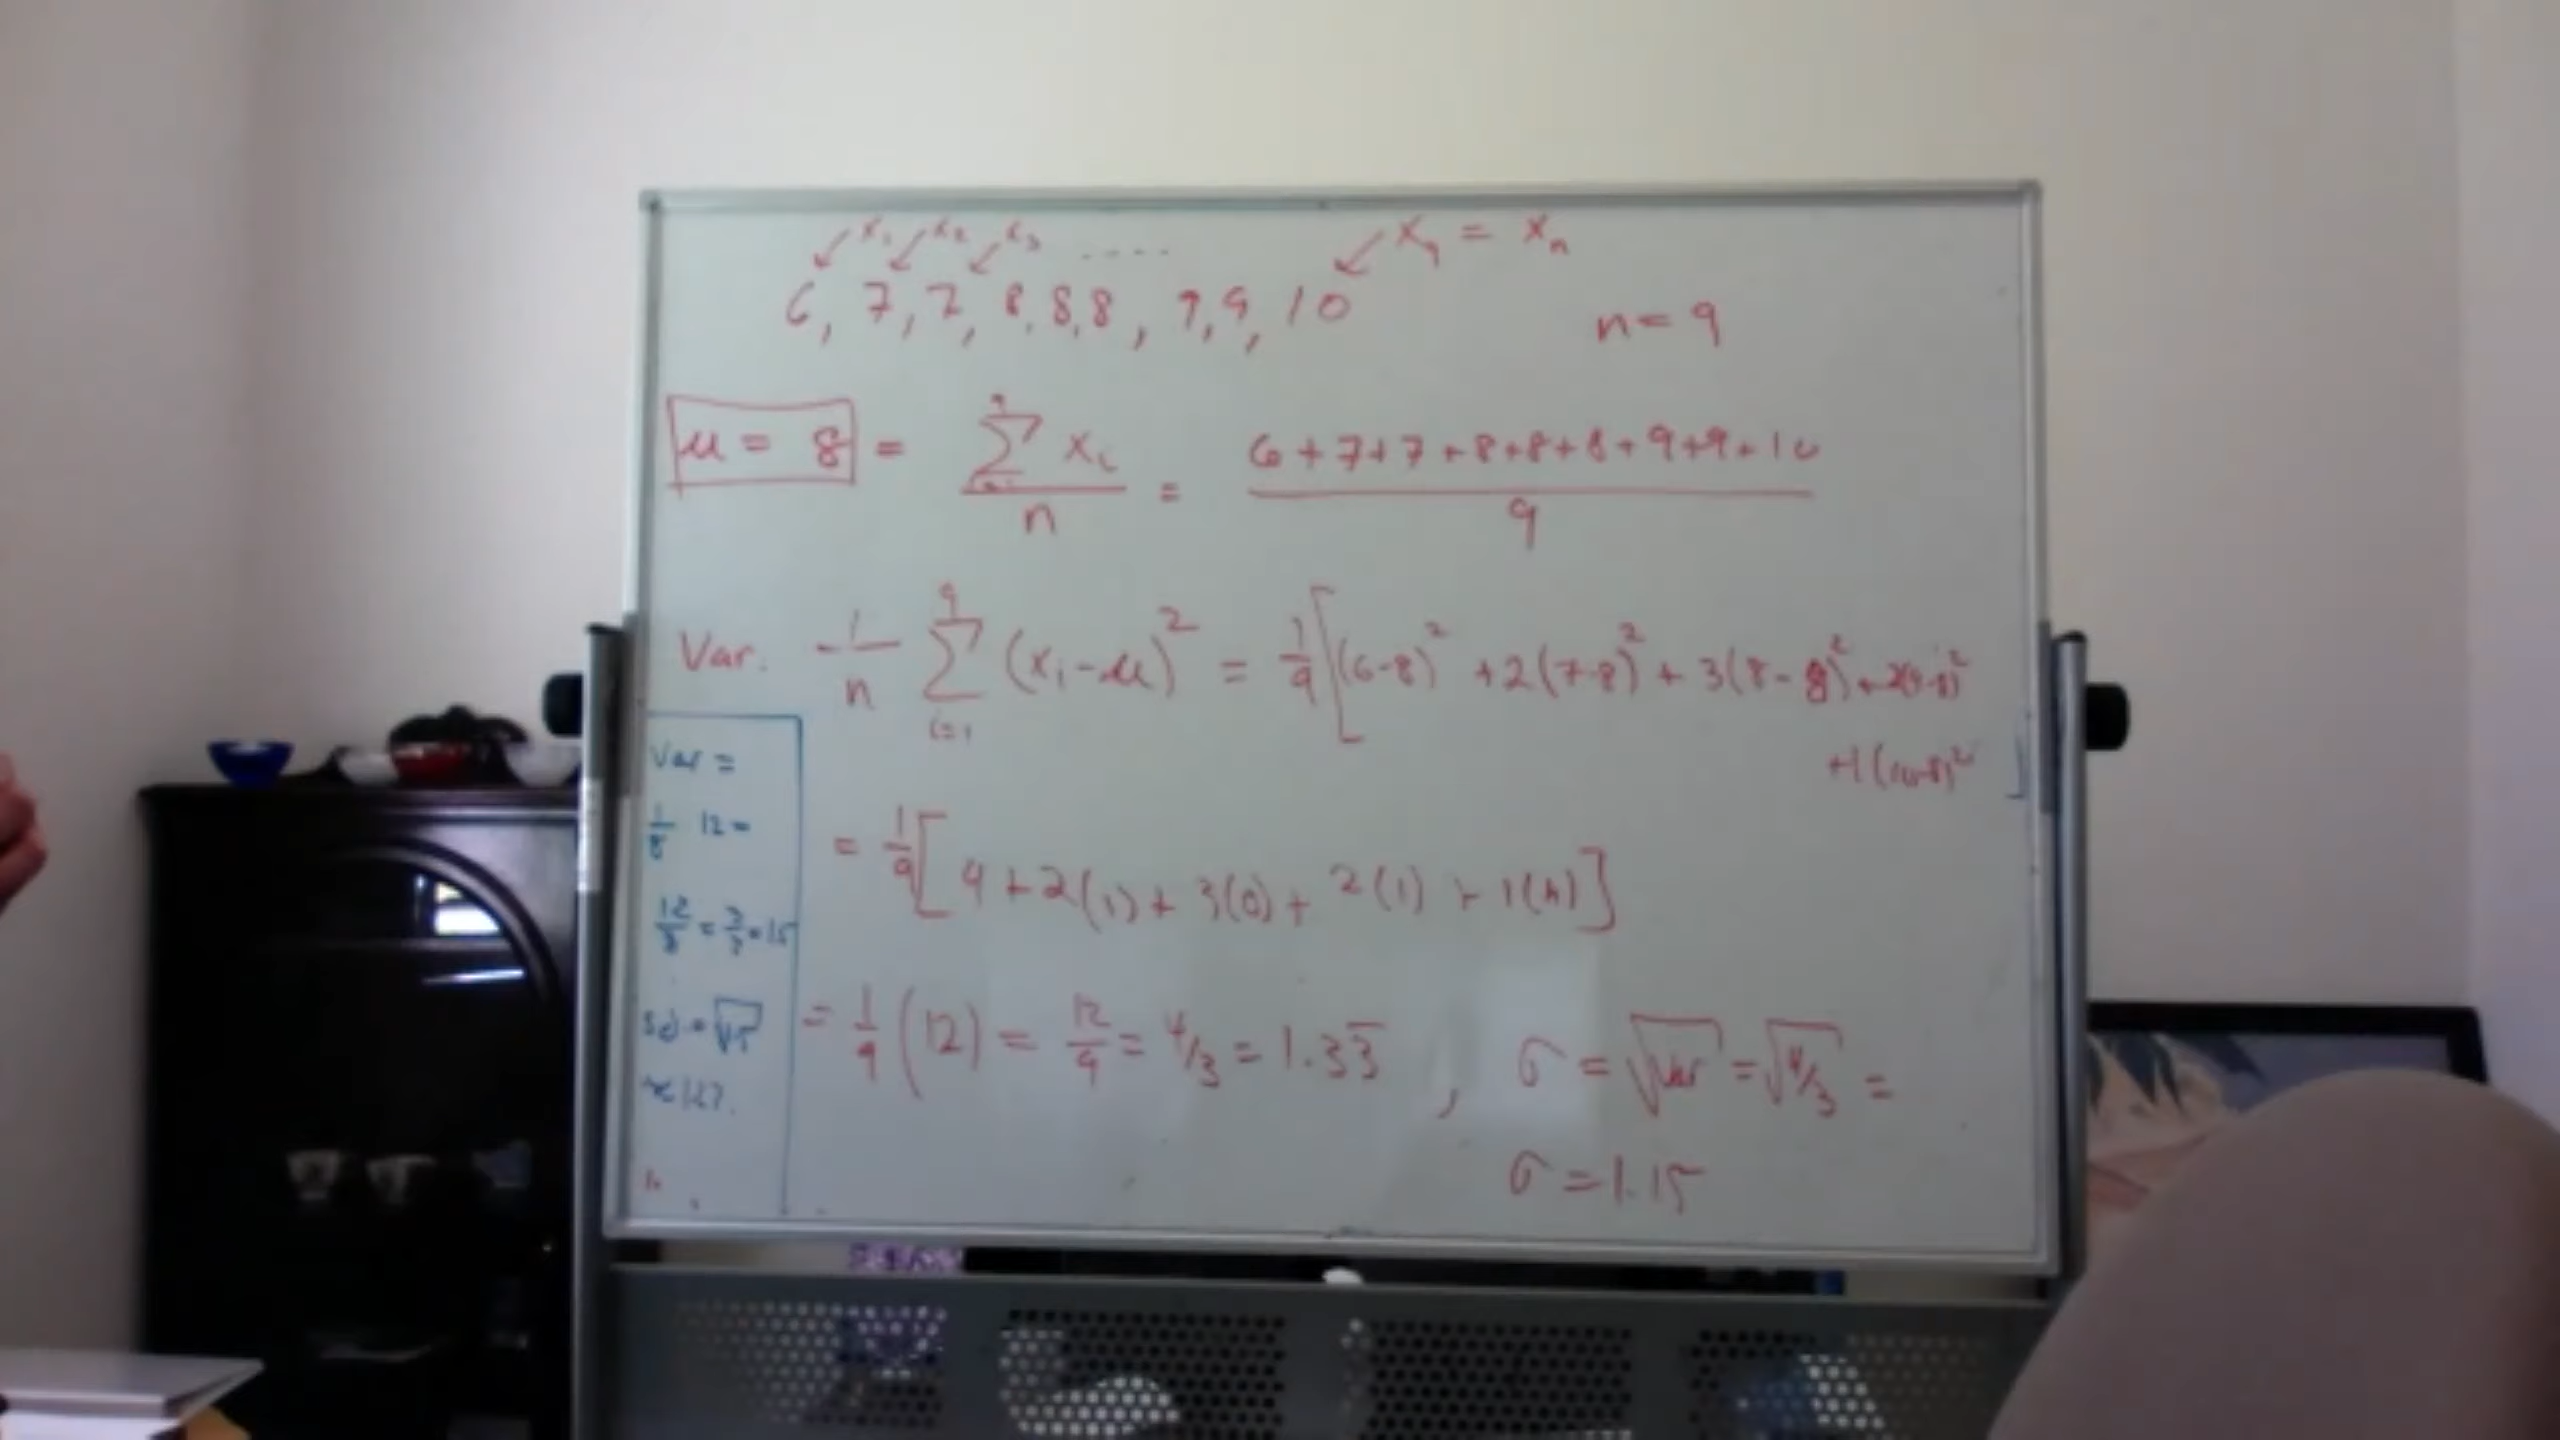 x₁ x₂ x₃ .... x₉ = xₙ
6, 7, 7, 8, 8, 8, 9, 9, 10
n = 9
μ = 8 = Σ⁹ xᵢ / n = 6+7+7+8+8+8+9+9+10 / 9
Var. 1/n Σ⁹ᵢ₌₁ (xᵢ-μ)² = 1/9 [(6-8)² + 2(7-8)² + 3(8-8)² + 2(9-8)²
+1(10-8)² ]
= 1/9 [4 + 2(1) + 3(0) + 2(1) + 1(4)]
= 1/9 (12) = 12/9 = 4/3 = 1.33̅ , σ = √Var = √4/3 =
σ = 1.15
Var =
1/8 12 =
12/8 = 3/2 = 1.5
Sd = √1.5